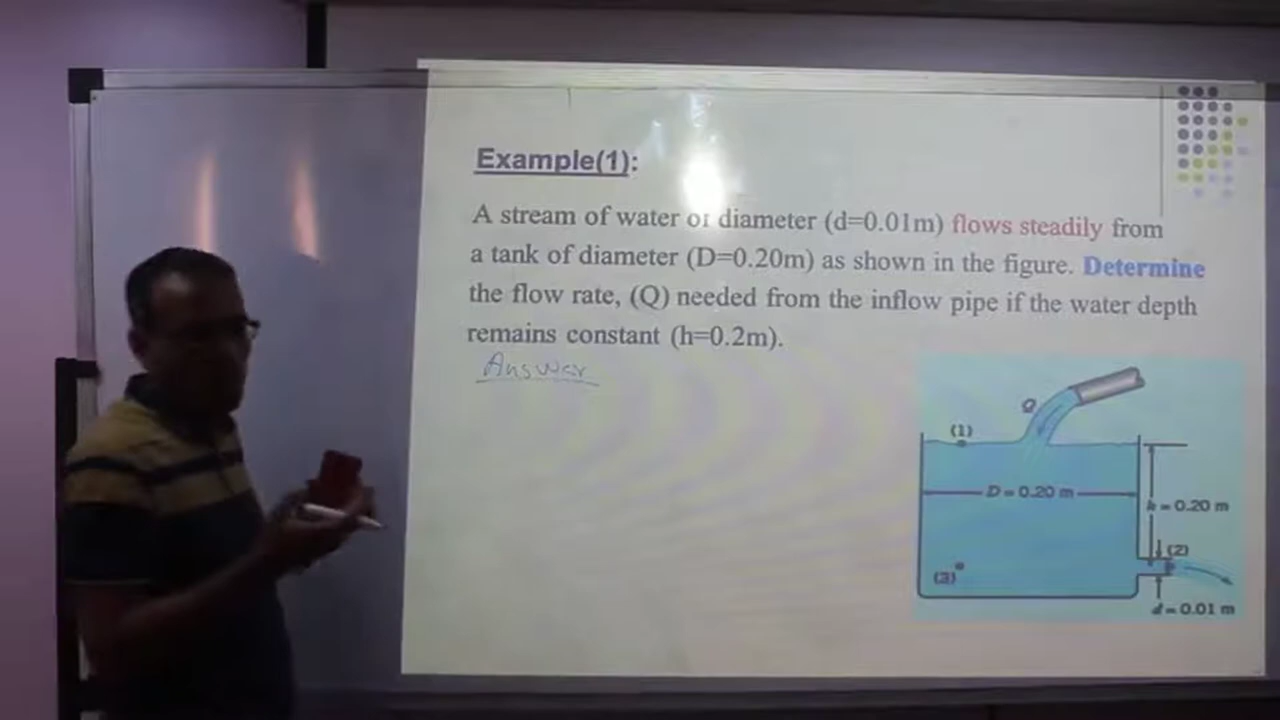 Example(1):
A stream of water of diameter (d=0.01m) flows steadily from
a tank of diameter (D=0.20m) as shown in the figure. Determine
the flow rate, (Q) needed from the inflow pipe if the water depth
remains constant (h=0.2m).
Answer
Q
(1)
D = 0.20 m
h = 0.20 m
(2)
(3)
d = 0.01 m